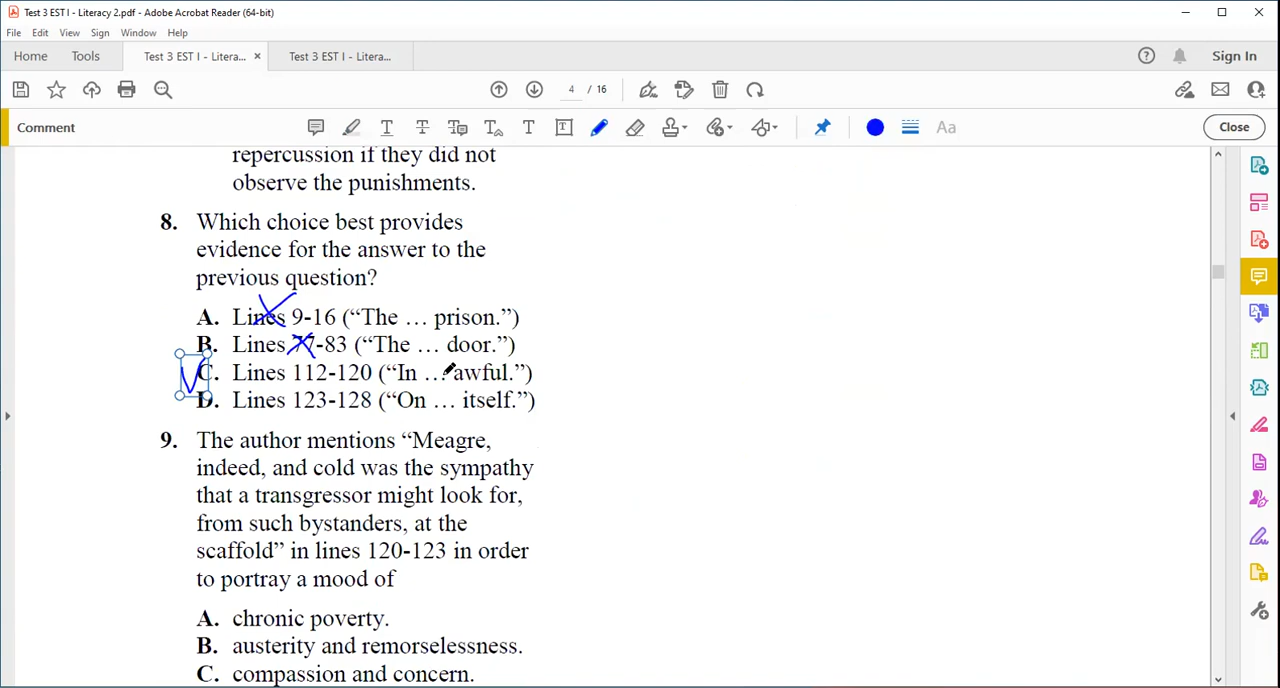 Test 3 EST I - Literacy 2.pdf - Adobe Acrobat Reader (64-bit)
File Edit View Sign Window Help
Home Tools Test 3 EST I - Litera... × Test 3 EST I - Litera... Sign In
4 / 16
Comment Aa Close
repercussion if they did not
observe the punishments.
8. Which choice best provides
evidence for the answer to the
previous question?
A. Lines 9-16 (“The … prison.”)
B. Lines 77-83 (“The … door.”)
C. Lines 112-120 (“In … awful.”)
D. Lines 123-128 (“On … itself.”)
9. The author mentions “Meagre,
indeed, and cold was the sympathy
that a transgressor might look for,
from such bystanders, at the
scaffold” in lines 120-123 in order
to portray a mood of
A. chronic poverty.
B. austerity and remorselessness.
C. compassion and concern.